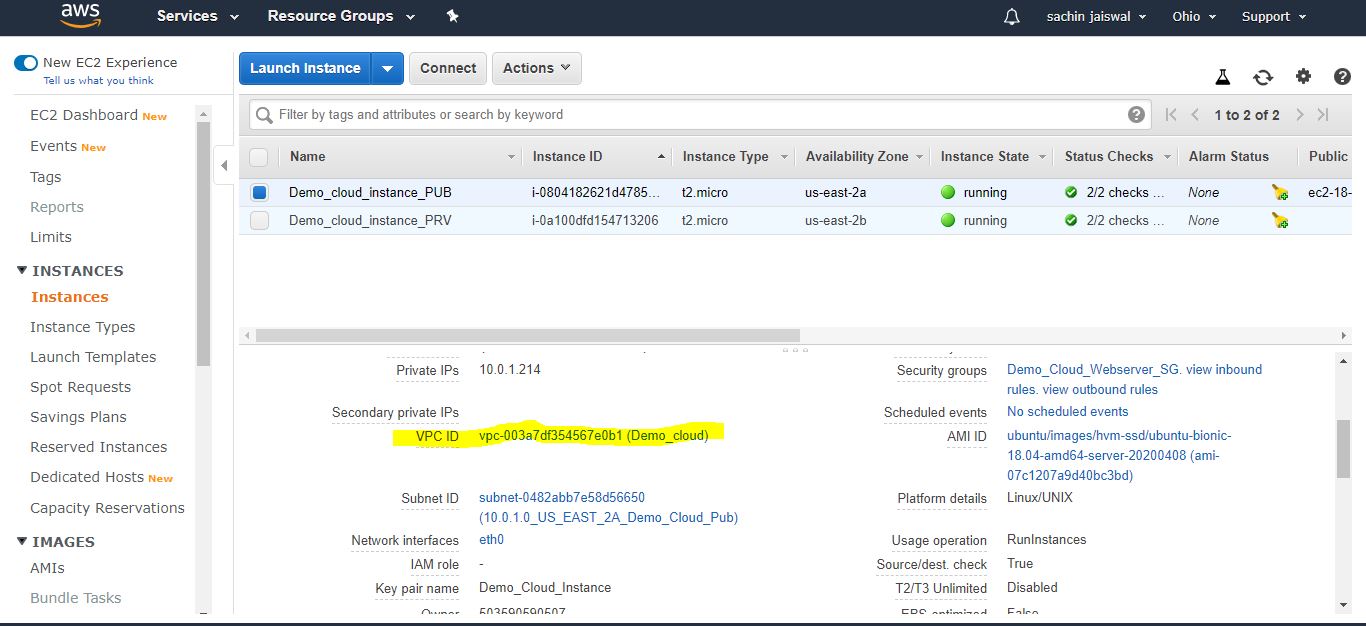 aws Services Resource Groups sachin jaiswal Ohio Support
New EC2 Experience
Tell us what you think
EC2 Dashboard New
Events New
Tags
Reports
Limits
INSTANCES
Instances
Instance Types
Launch Templates
Spot Requests
Savings Plans
Reserved Instances
Dedicated Hosts New
Capacity Reservations
IMAGES
AMIs
Bundle Tasks
Launch Instance Connect Actions
Filter by tags and attributes or search by keyword ? 1 to 2 of 2
Name Instance ID Instance Type Availability Zone Instance State Status Checks Alarm Status Public
Demo_cloud_instance_PUB i-0804182621d4785... t2.micro us-east-2a running 2/2 checks ... None ec2-18-
Demo_cloud_instance_PRV i-0a100dfd154713206 t2.micro us-east-2b running 2/2 checks ... None
Private IPs 10.0.1.214
Secondary private IPs
VPC ID vpc-003a7df354567e0b1 (Demo_cloud)
Subnet ID subnet-0482abb7e58d56650
(10.0.1.0_US_EAST_2A_Demo_Cloud_Pub)
Network interfaces eth0
IAM role -
Key pair name Demo_Cloud_Instance
Owner 503590590507
Security groups Demo_Cloud_Webserver_SG. view inbound
rules. view outbound rules
Scheduled events No scheduled events
AMI ID ubuntu/images/hvm-ssd/ubuntu-bionic-
18.04-amd64-server-20200408 (ami-
07c1207a9d40bc3bd)
Platform details Linux/UNIX
Usage operation RunInstances
Source/dest. check True
T2/T3 Unlimited Disabled
EBS-optimized False